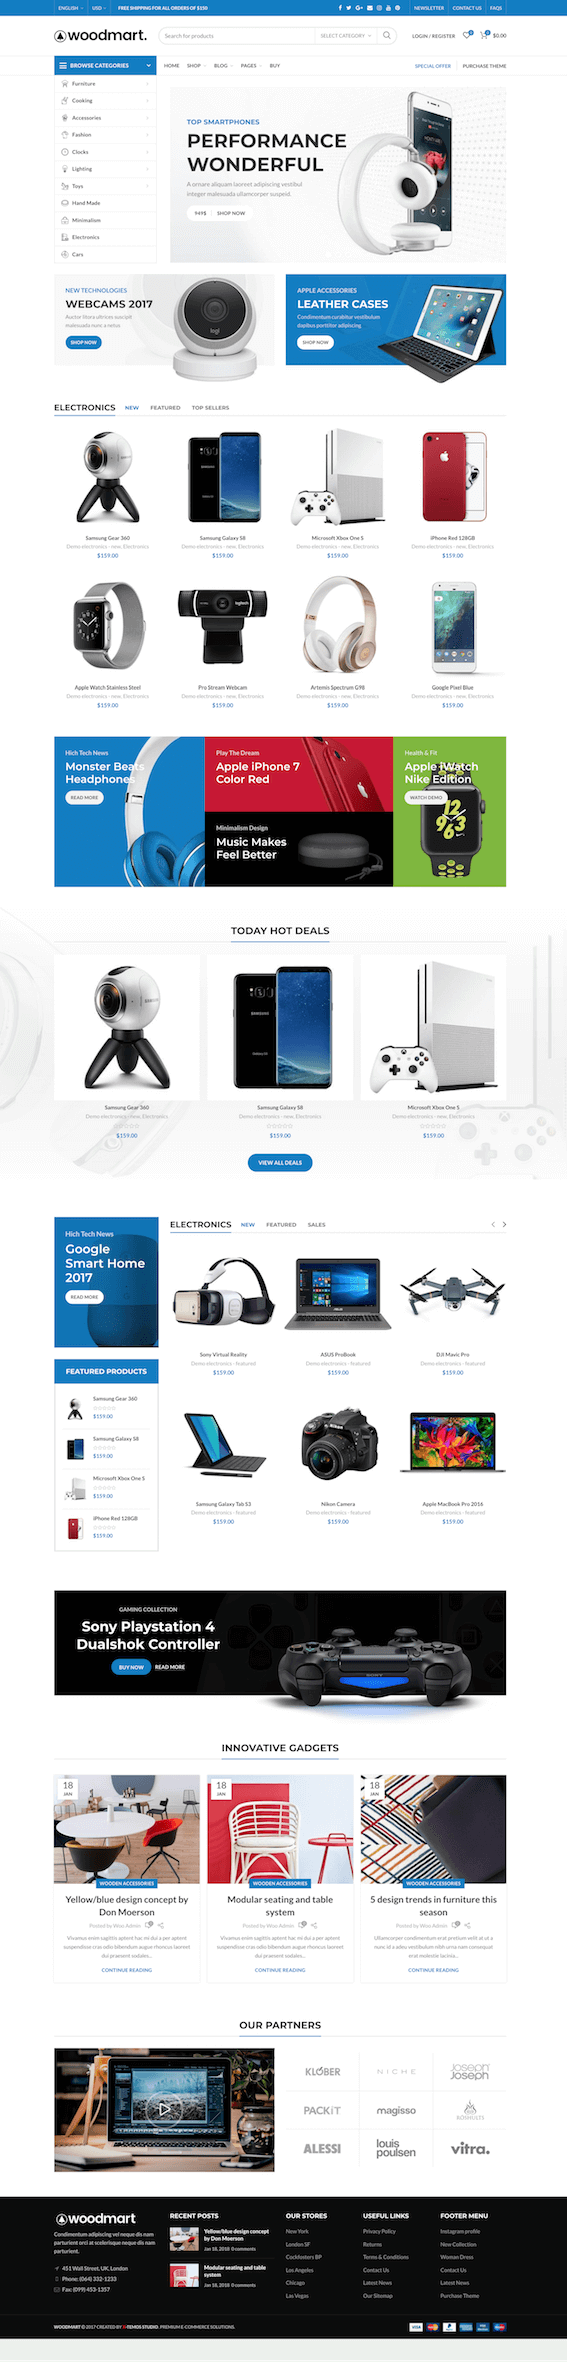 ENGLISH USD FREE SHIPPING FOR ALL ORDERS OF $150 NEWSLETTER CONTACT US FAQS
woodmart. Search for products SELECT CATEGORY LOGIN / REGISTER 0 0 $0.00
BROWSE CATEGORIES HOME SHOP BLOG PAGES BUY SPECIAL OFFER PURCHASE THEME
Furniture
Cooking
Accessories
Fashion
Clocks
Lighting
Toys
Hand Made
Minimalism
Electronics
Cars
TOP SMARTPHONES
PERFORMANCE
WONDERFUL
A ornare aliquam laoreet adipiscing vestibul
integer malesuada ullamcorper suspeid.
949$ SHOP NOW
NEW TECHNOLOGIES
WEBCAMS 2017
Auctor litora ultrices suscipit
malesuada nunc a netus
SHOP NOW
logi
APPLE ACCESSORIES
LEATHER CASES
Condimentum curabitur vestibulum
dapibus porttitor adipiscing
SHOP NOW
ELECTRONICS NEW FEATURED TOP SELLERS
Samsung Gear 360 Samsung Galaxy S8 Microsoft Xbox One S iPhone Red 128GB
Demo electronics - new, Electronics Demo electronics - new, Electronics Demo electronics - new, Electronics Demo electronics - new, Electronics
$159.00 $159.00 $159.00 $159.00
Apple Watch Stainless Steel Pro Stream Webcam Artemis Spectrum G98 Google Pixel Blue
Demo electronics - new, Electronics Demo electronics - new, Electronics Demo electronics - new, Electronics Demo electronics - new, Electronics
$159.00 $159.00 $159.00 $159.00
Hich Tech News
Monster Beats
Headphones
READ MORE
Play The Dream
Apple iPhone 7
Color Red
Minimalism Design
Music Makes
Feel Better
Health & Fit
Apple iWatch
Nike Edition
WATCH DEMO
12
963
TODAY HOT DEALS
SAMSUNG
Samsung Gear 360 Samsung Galaxy S8 Microsoft Xbox One S
Demo electronics - new, Electronics Demo electronics - new, Electronics Demo electronics - new, Electronics
$159.00 $159.00 $159.00
VIEW ALL DEALS
Hich Tech News
Google
Smart Home
2017
READ MORE
FEATURED PRODUCTS
Samsung Gear 360
$159.00
Samsung Galaxy S8
$159.00
Microsoft Xbox One S
$159.00
iPhone Red 128GB
$159.00
ELECTRONICS NEW FEATURED SALES
Sony Virtual Reality ASUS ProBook DJI Mavic Pro
Demo electronics - featured Demo electronics - featured Demo electronics - featured
$159.00 $159.00 $159.00
Nikon
Samsung Galaxy Tab S3 Nikon Camera Apple MacBook Pro 2016
Demo electronics - featured Demo electronics - featured Demo electronics - featured
$159.00 $159.00 $159.00
GAMING COLLECTION
Sony Playstation 4
Dualshok Controller
BUY NOW READ MORE
SONY
INNOVATIVE GADGETS
18 18 18
JAN JAN JAN
WOODEN ACCESSORIES WOODEN ACCESSORIES WOODEN ACCESSORIES
Yellow/blue design concept by Modular seating and table 5 design trends in furniture this
Don Moerson system season
Posted by Woo Admin Posted by Woo Admin Posted by Woo Admin
Vivamus enim sagittis aptent hac mi dui a per aptent Vivamus enim sagittis aptent hac mi dui a per aptent Ullamcorper condimentum erat pretium velit at ut a
suspendisse cras odio bibendum augue rhoncus laoreet suspendisse cras odio bibendum augue rhoncus laoreet nunc id a adeu vestibulum nibh urna nam consequat
dui praesent sodales... dui praesent sodales... erat molestie lacinia...
CONTINUE READING CONTINUE READING CONTINUE READING
OUR PARTNERS
KLÖBER NICHE Joseph Joseph
PACKiT magisso RÖSHULTS
ALESSI louis poulsen vitra.
woodmart
Condimentum adipiscing vel neque dis nam
parturient orci at scelerisque neque dis nam
parturient.
451 Wall Street, UK, London
Phone: (064) 332-1233
Fax: (099) 453-1357
RECENT POSTS
Yellow/blue design concept
by Don Moerson
Jan 18, 2018 0 comments
Modular seating and table
system
Jan 18, 2018 0 comments
OUR STORES
New York
London SF
Cockfosters BP
Los Angeles
Chicago
Las Vegas
USEFUL LINKS
Privacy Policy
Returns
Terms & Conditions
Contact Us
Latest News
Our Sitemap
FOOTER MENU
Instagram profile
New Collection
Woman Dress
Contact Us
Latest News
Purchase Theme
WOODMART © 2017 CREATED BY X-TEMOS STUDIO. PREMIUM E-COMMERCE SOLUTIONS.
VISA